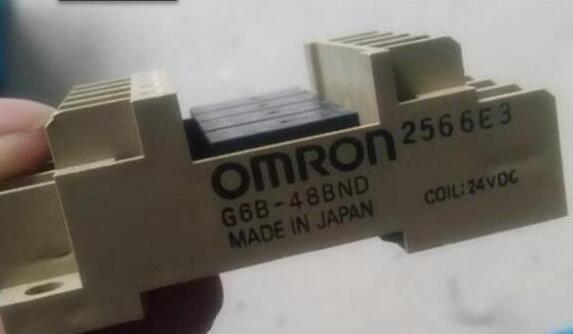 OMRON 2566E3
G6B-48BND COIL: 24VDC
MADE IN JAPAN